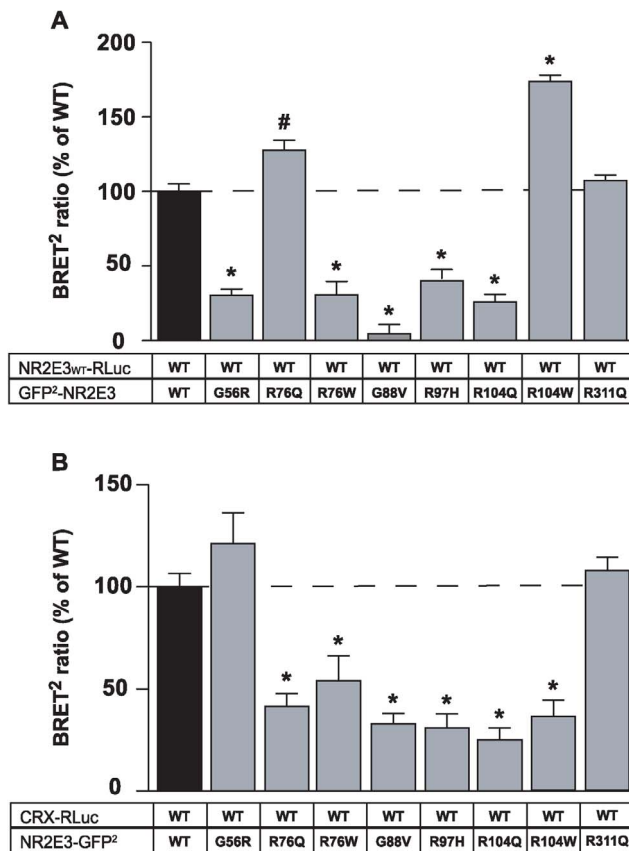 A
BRET² ratio (% of WT)
200
150
100
50
0
#
*
*
*
*
*
*
NR2E3WT-RLuc WT WT WT WT WT WT WT WT WT
GFP²-NR2E3 WT G56R R76Q R76W G88V R97H R104Q R104W R311Q
B
BRET² ratio (% of WT)
150
100
50
0
*
*
*
*
*
*
CRX-RLuc WT WT WT WT WT WT WT WT WT
NR2E3-GFP² WT G56R R76Q R76W G88V R97H R104Q R104W R311Q